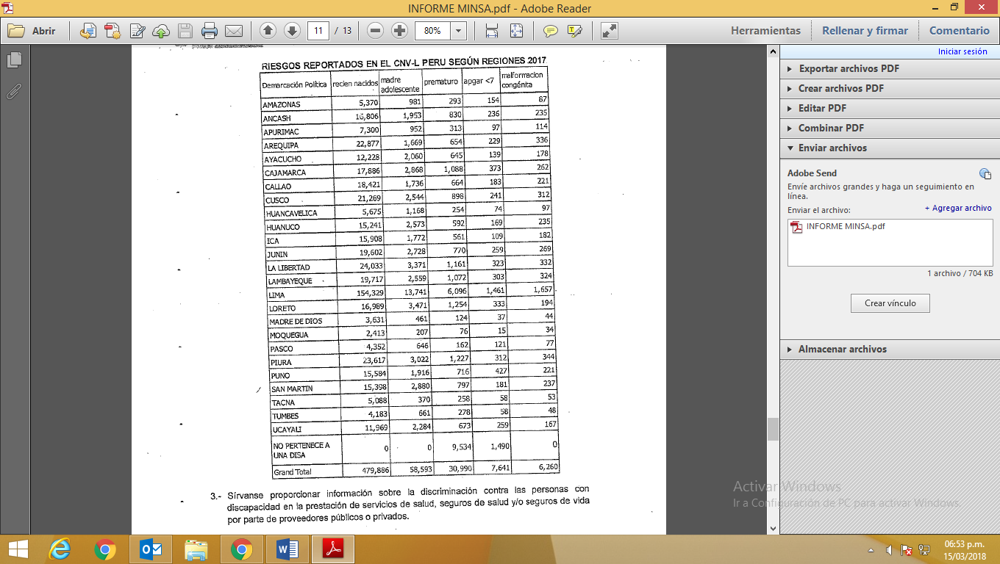 INFORME MINSA.pdf - Adobe Reader
Abrir
11 / 13
80%
Herramientas
Rellenar y firmar
Comentario
Iniciar sesión
RIESGOS REPORTADOS EN EL CNV-L PERU SEGÚN REGIONES 2017
Demarcación Política recien nacidos madre adolescente prematuro apgar <7 malformacion congénita
AMAZONAS 5,370 981 293 154 87
ANCASH 16,806 1,953 830 236 235
APURIMAC 7,300 952 313 97 114
AREQUIPA 22,877 1,669 654 229 336
AYACUCHO 12,228 2,060 645 139 178
CAJAMARCA 17,886 2,868 1,088 373 262
CALLAO 18,421 1,736 664 183 221
CUSCO 21,269 2,544 898 241 312
HUANCAVELICA 5,675 1,168 254 74 97
HUANUCO 15,241 2,573 592 169 235
ICA 15,908 1,772 561 109 182
JUNIN 19,602 2,728 770 259 269
LA LIBERTAD 24,033 3,371 1,161 323 332
LAMBAYEQUE 19,717 2,559 1,072 303 324
LIMA 154,329 13,741 6,096 1,461 1,657
LORETO 16,989 3,471 1,254 333 194
MADRE DE DIOS 3,631 461 124 37 44
MOQUEGUA 2,413 207 76 15 34
PASCO 4,352 646 162 121 77
PIURA 23,617 3,022 1,227 312 344
PUNO 15,584 1,916 716 427 221
SAN MARTIN 15,398 2,880 797 181 237
TACNA 5,088 370 258 58 53
TUMBES 4,183 661 278 58 48
UCAYALI 11,969 2,284 673 259 167
NO PERTENECE A UNA DISA 0 0 9,534 1,490 0
Grand Total 479,886 58,593 30,990 7,641 6,260
3.- Sírvanse proporcionar información sobre la discriminación contra las personas con
discapacidad en la prestación de servicios de salud, seguros de salud y/o seguros de vida
por parte de proveedores públicos o privados.
Exportar archivos PDF
Crear archivos PDF
Editar PDF
Combinar PDF
Enviar archivos
Adobe Send
Envíe archivos grandes y haga un seguimiento en
línea.
Enviar el archivo:
+ Agregar archivo
INFORME MINSA.pdf
1 archivo / 704 KB
Crear vínculo
Almacenar archivos
Activar Windows
Ir a Configuración de PC para activar Windows.
06:53 p.m.
15/03/2018